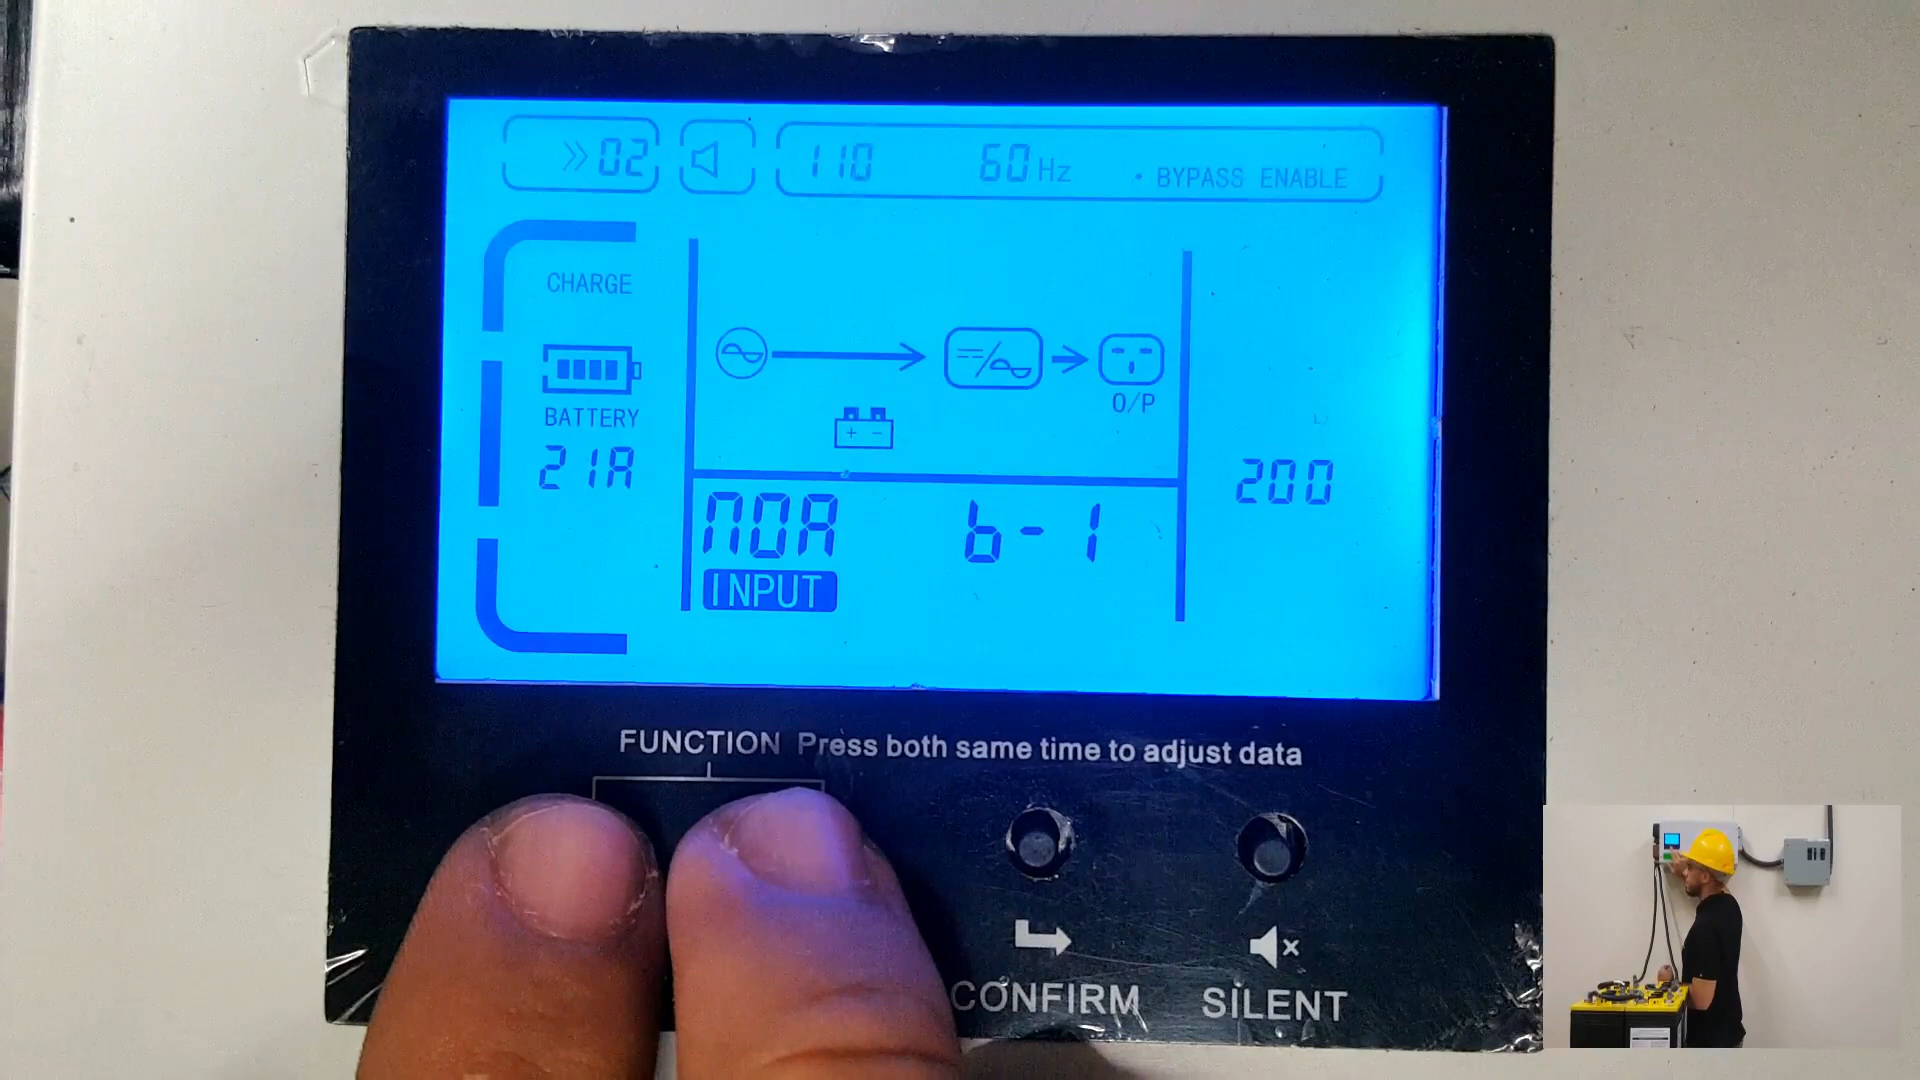 »02 110 60Hz • BYPASS ENABLE
CHARGE
BATTERY
21A
O/P
+ -
200
NOA b-1
INPUT
FUNCTION Press both same time to adjust data
CONFIRM SILENT